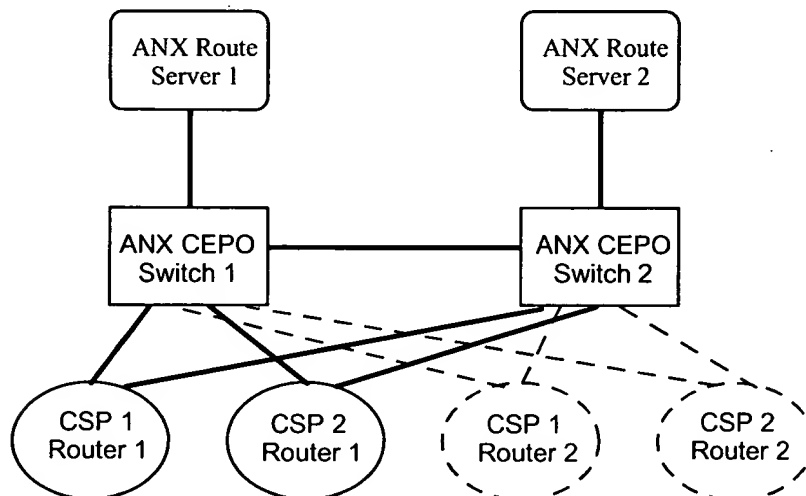 ANX Route
Server 1
ANX Route
Server 2
ANX CEPO
Switch 1
ANX CEPO
Switch 2
CSP 1
Router 1
CSP 2
Router 1
CSP 1
Router 2
CSP 2
Router 2